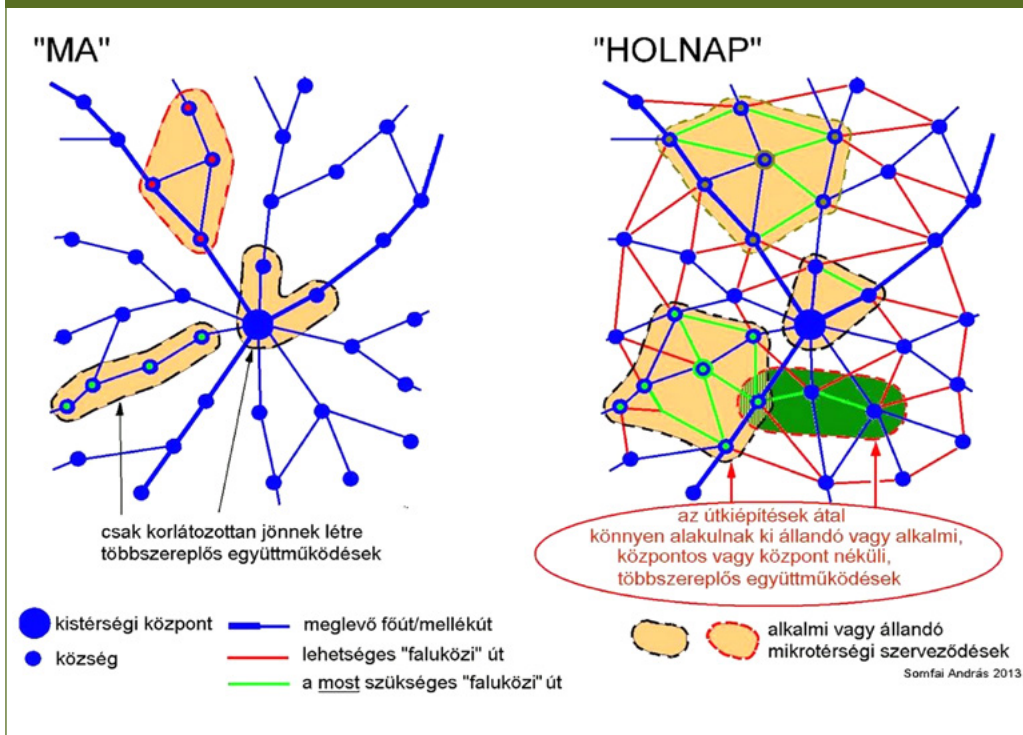 "MA"
"HOLNAP"
csak korlátozottan jönnek létre
többszereplős együttműködések
az útkiépítések átal
könnyen alakulnak ki állandó vagy alkalmi,
központos vagy központ néküli,
többszereplős együttműködések
kistérségi központ
község
meglevő főút/mellékút
lehetséges "faluközi" út
a most szükséges "faluközi" út
alkalmi vagy állandó
mikrotérségi szerveződések
Somfai András 2013